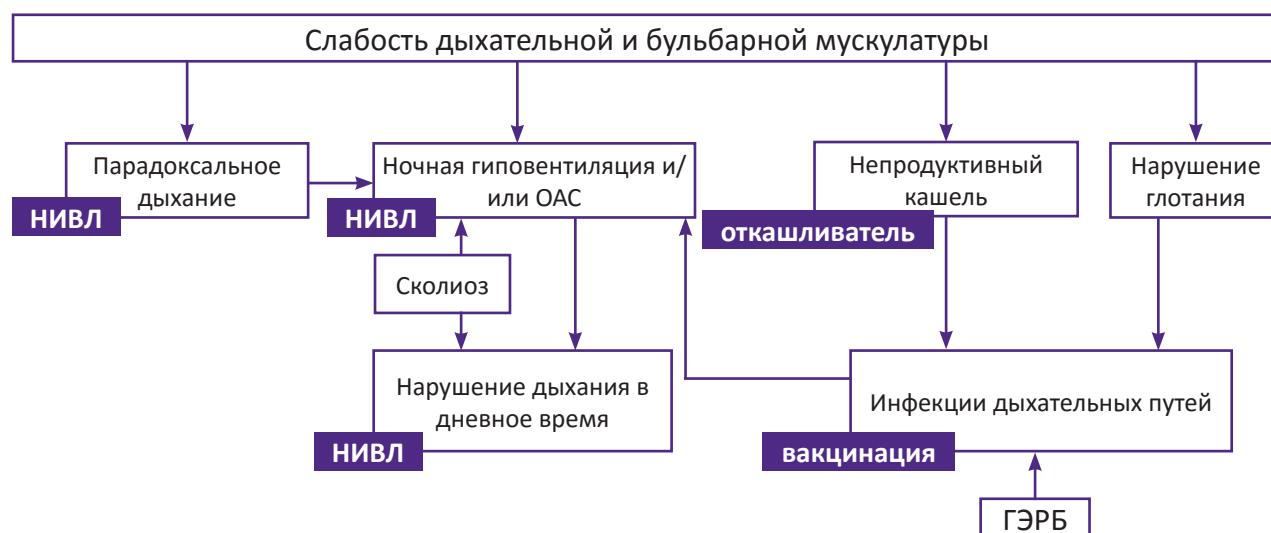 Слабость дыхательной и бульбарной мускулатуры
Парадоксальное
дыхание
НИВЛ
Ночная гиповентиляция и/
или ОАС
НИВЛ
Непродуктивный
кашель
откашливатель
Нарушение
глотания
Сколиоз
Нарушение дыхания в
дневное время
НИВЛ
Инфекции дыхательных путей
вакцинация
ГЭРБ